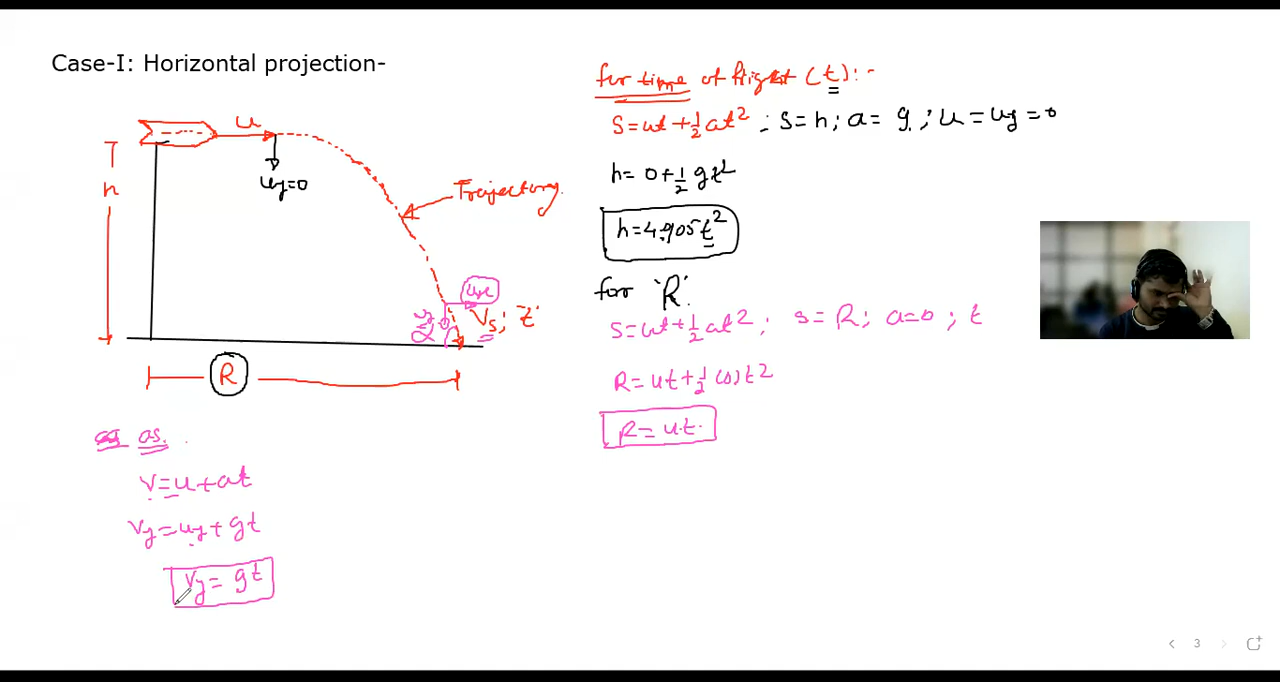 Case-I: Horizontal projection-
u
h
uy=0
Trajectory.
ux
vy
Vs; 't'
α
R
as.
v=u+at
vy=uy+gt
vy= gt
for time of flight (t):-
S=ut+½at²; S=h; a= g; u=uy=0
h= 0+½gt²
h=4.905t²
for 'R'
S=ut+½at²; s=R; a=0; t
R=ut+½(0)t²
R=u.t.
3